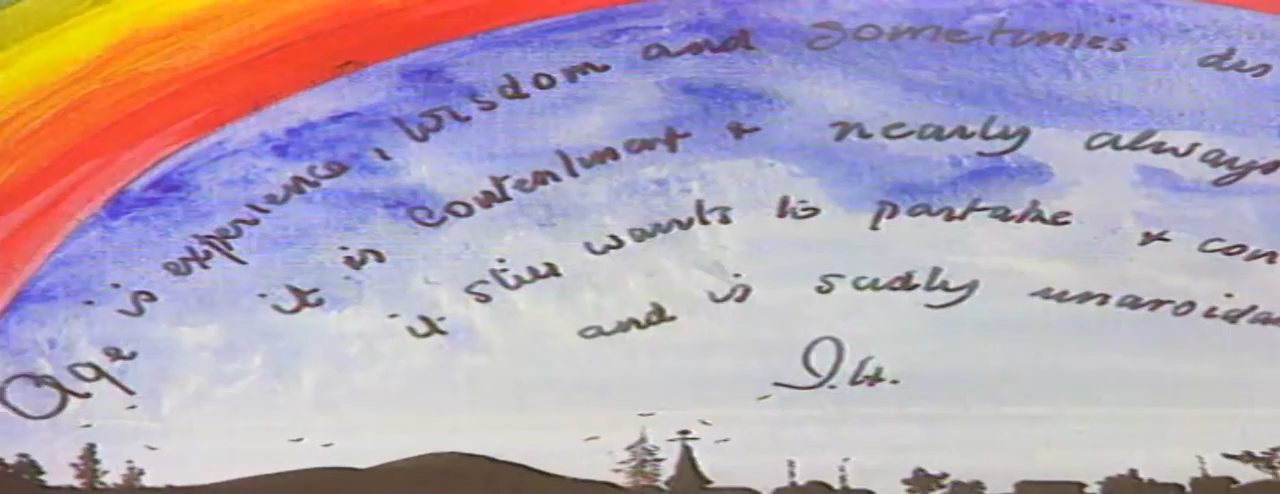 Age is experience, wisdom and sometimes dis
it is contentment + nearly always
it still wants to partake + con
and is sadly unavoida
I.H.